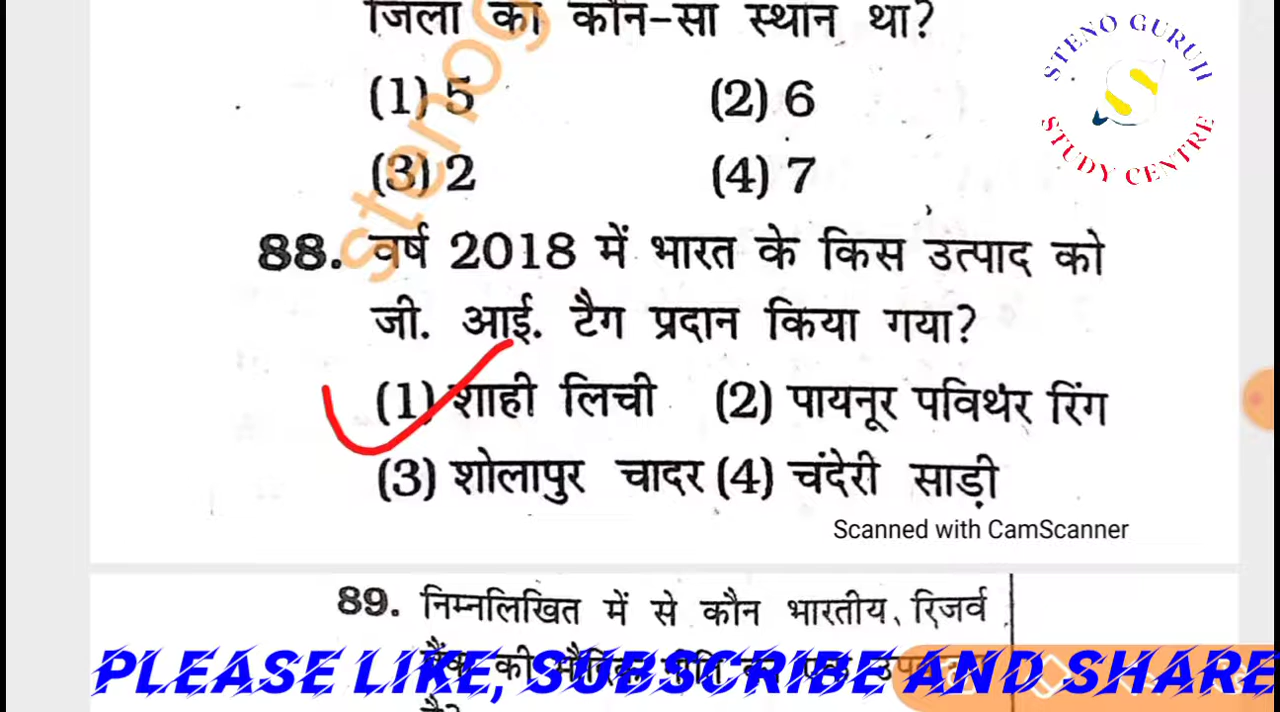 जिला का कौन-सा स्थान था?
(1) 5 (2) 6
(3) 2 (4) 7
88. वर्ष 2018 में भारत के किस उत्पाद को
जी. आई. टैग प्रदान किया गया?
(1) शाही लिची (2) पायनूर पविथंर रिंग
(3) शोलापुर चादर (4) चंदेरी साड़ी
Scanned with CamScanner
89. निम्नलिखित में से कौन भारतीय रिजर्व
PLEASE LIKE, SUBSCRIBE AND SHARE
STENO GURUJI
S
STUDY CENTRE
Stenog